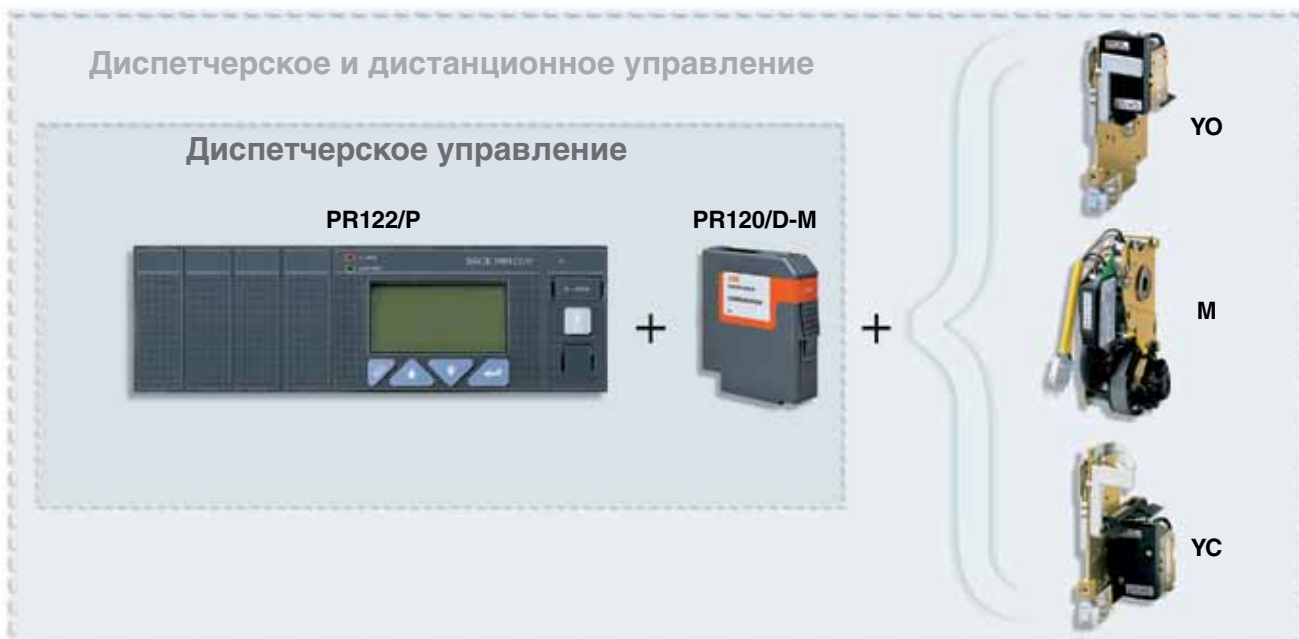 Диспетчерское и дистанционное управление
Диспетчерское управление
PR122/P
PR120/D-M
+
+
YO
M
YC